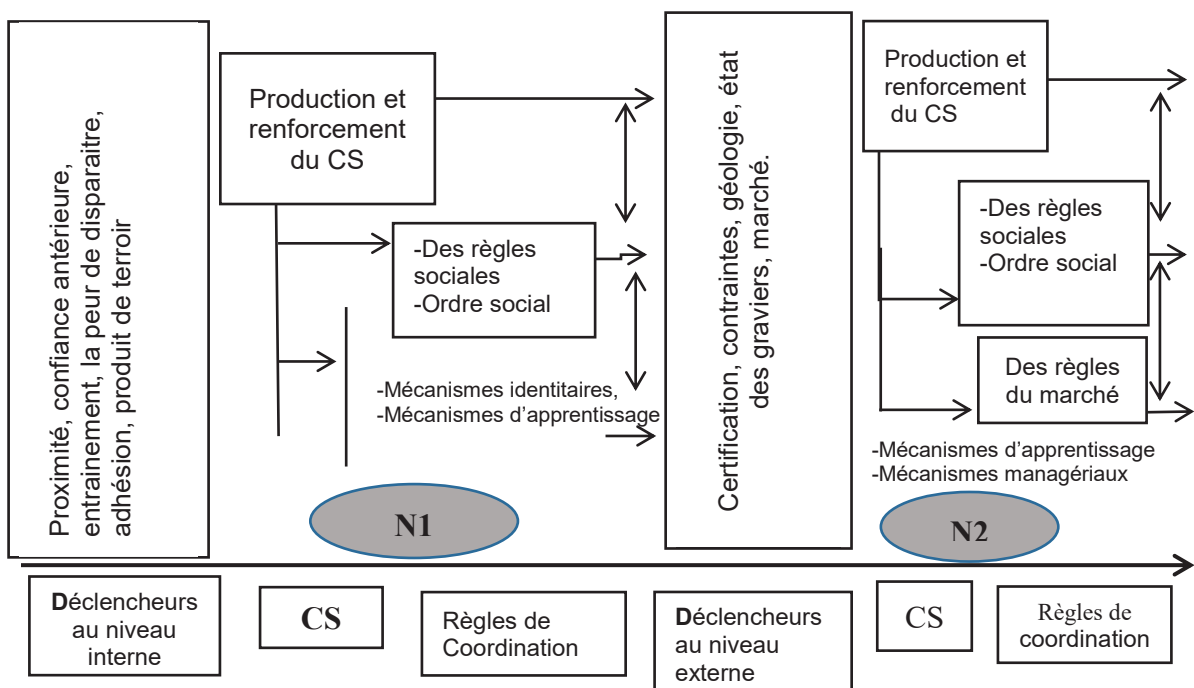 Proximité, confiance antérieure,
entrainement, la peur de disparaitre,
adhésion, produit de terroir
Production et
renforcement
du CS
-Des règles
sociales
-Ordre social
-Mécanismes identitaires,
-Mécanismes d'apprentissage
N1
Certification, contraintes, géologie, état
des graviers, marché.
Production et
renforcement
du CS
-Des règles
sociales
-Ordre social
Des règles
du marché
-Mécanismes d'apprentissage
-Mécanismes managériaux
N2
Déclencheurs
au niveau
interne
CS
Règles de
Coordination
Déclencheurs
au niveau
externe
CS
Règles de
coordination